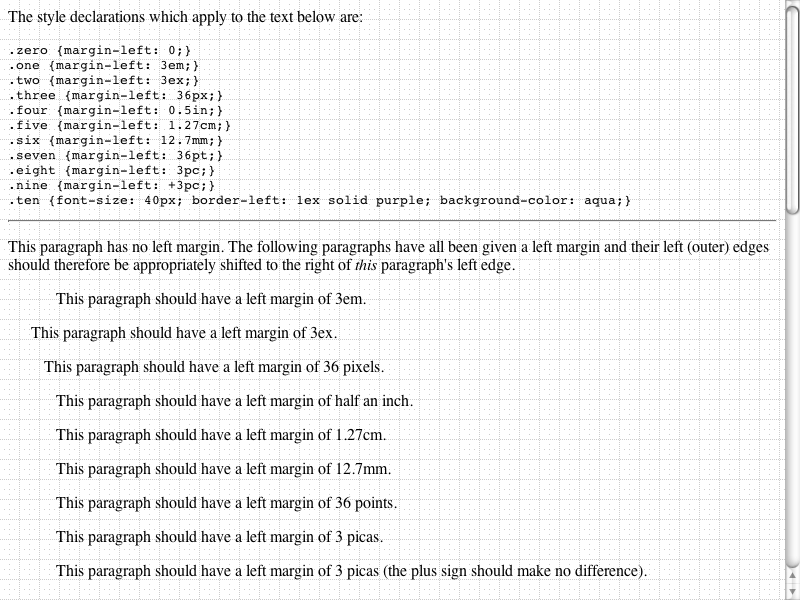 The style declarations which apply to the text below are:
.zero {margin-left: 0;}
.one {margin-left: 3em;}
.two {margin-left: 3ex;}
.three {margin-left: 36px;}
.four {margin-left: 0.5in;}
.five {margin-left: 1.27cm;}
.six {margin-left: 12.7mm;}
.seven {margin-left: 36pt;}
.eight {margin-left: 3pc;}
.nine {margin-left: +3pc;}
.ten {font-size: 40px; border-left: 1ex solid purple; background-color: aqua;}
This paragraph has no left margin. The following paragraphs have all been given a left margin and their left (outer) edges
should therefore be appropriately shifted to the right of this paragraph's left edge.
This paragraph should have a left margin of 3em.
This paragraph should have a left margin of 3ex.
This paragraph should have a left margin of 36 pixels.
This paragraph should have a left margin of half an inch.
This paragraph should have a left margin of 1.27cm.
This paragraph should have a left margin of 12.7mm.
This paragraph should have a left margin of 36 points.
This paragraph should have a left margin of 3 picas.
This paragraph should have a left margin of 3 picas (the plus sign should make no difference).